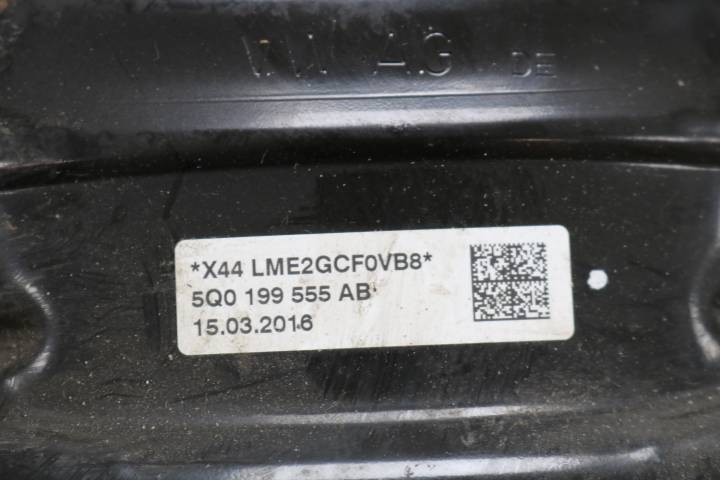 VW AG DE
*X44 LME2GCF0VB8*
5Q0 199 555 AB
15.03.2016